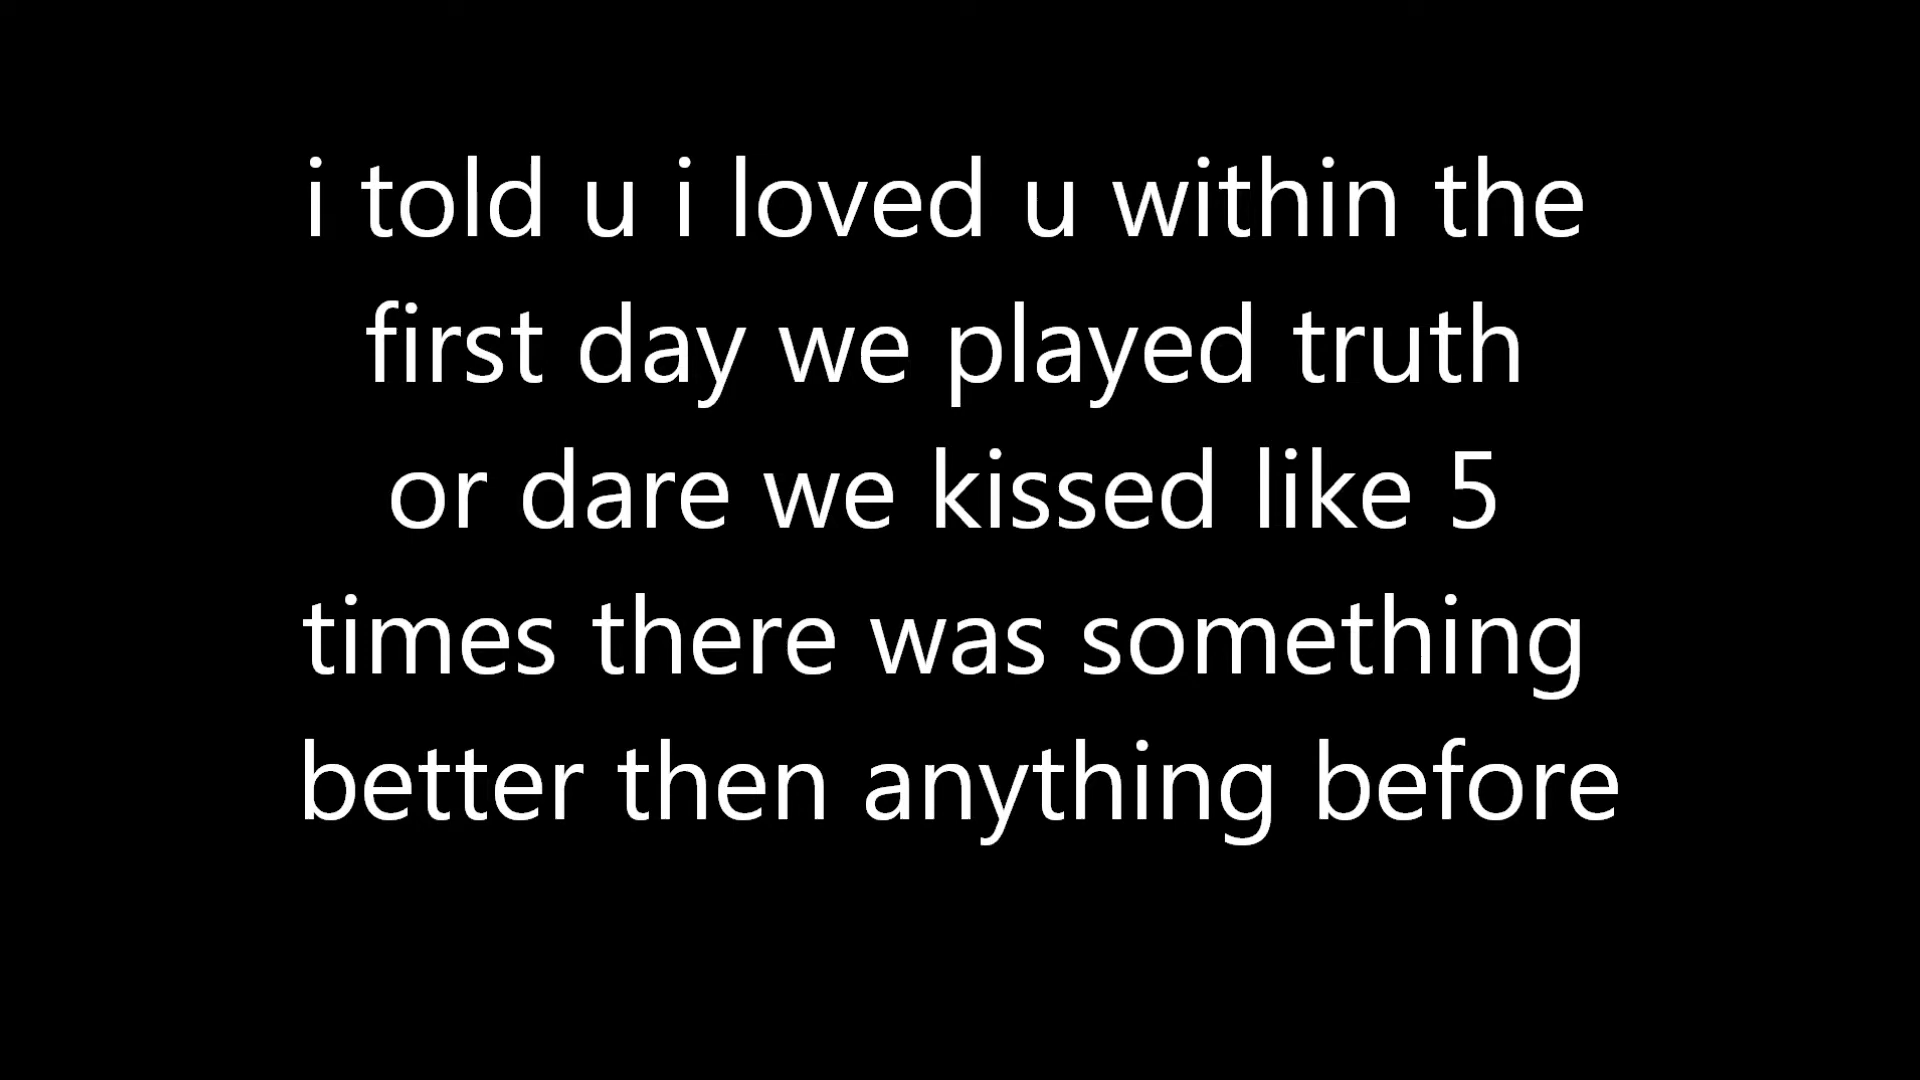 i told u i loved u within the
first day we played truth
or dare we kissed like 5
times there was something
better then anything before